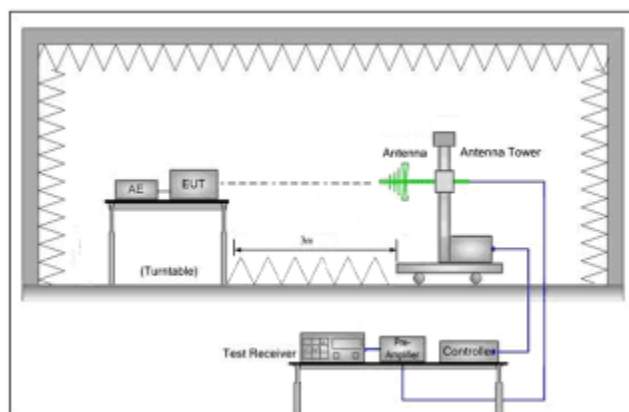 Antenna
Antenna Tower
AE
EUT
3m
(Turntable)
Test Receiver
Pre-
Amplifier
Controller